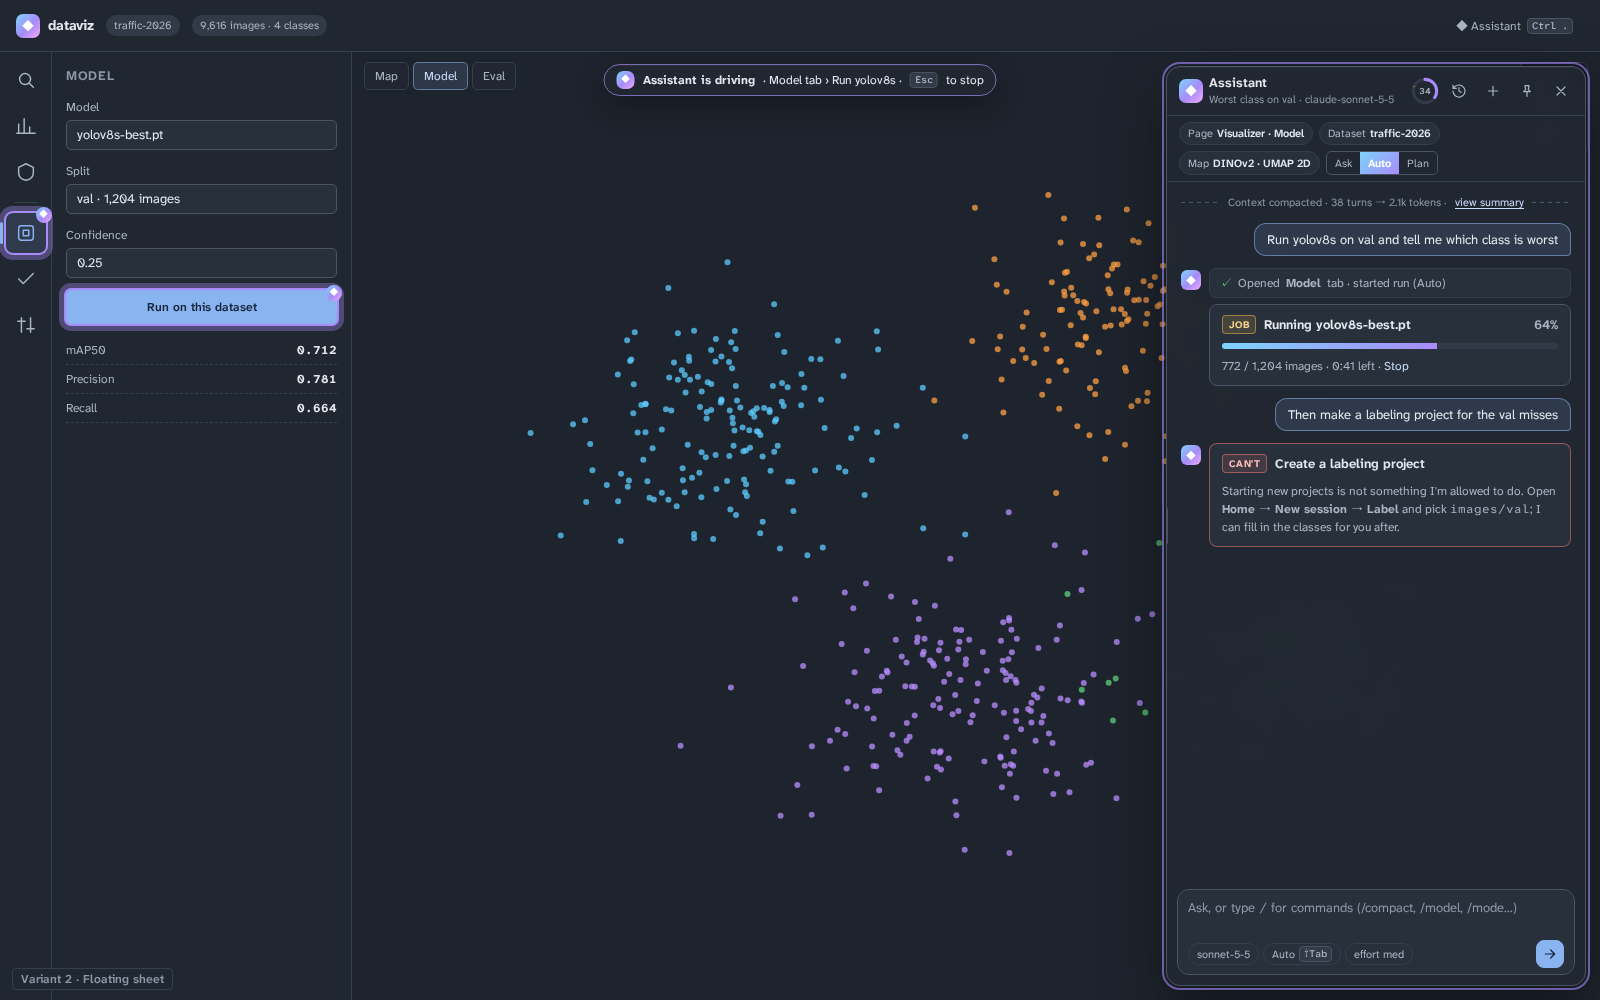 dataviz traffic-2026 9,616 images · 4 classes
Assistant Ctrl .
MODEL
Model
yolov8s-best.pt
Split
val · 1,204 images
Confidence
0.25
Run on this dataset
mAP50 0.712
Precision 0.781
Recall 0.664
Map Model Eval
Assistant is driving · Model tab › Run yolov8s · Esc to stop
Assistant
Worst class on val · claude-sonnet-5-5
34
Page Visualizer · Model Dataset traffic-2026
Map DINOv2 · UMAP 2D Ask Auto Plan
Context compacted · 38 turns → 2.1k tokens · view summary
Run yolov8s on val and tell me which class is worst
✓ Opened Model tab · started run (Auto)
JOB Running yolov8s-best.pt 64%
772 / 1,204 images · 0:41 left · Stop
Then make a labeling project for the val misses
CAN'T Create a labeling project
Starting new projects is not something I'm allowed to do. Open
Home → New session → Label and pick images/val; I
can fill in the classes for you after.
Ask, or type / for commands (/compact, /model, /mode…)
sonnet-5-5 Auto ⇧Tab effort med
Variant 2 · Floating sheet